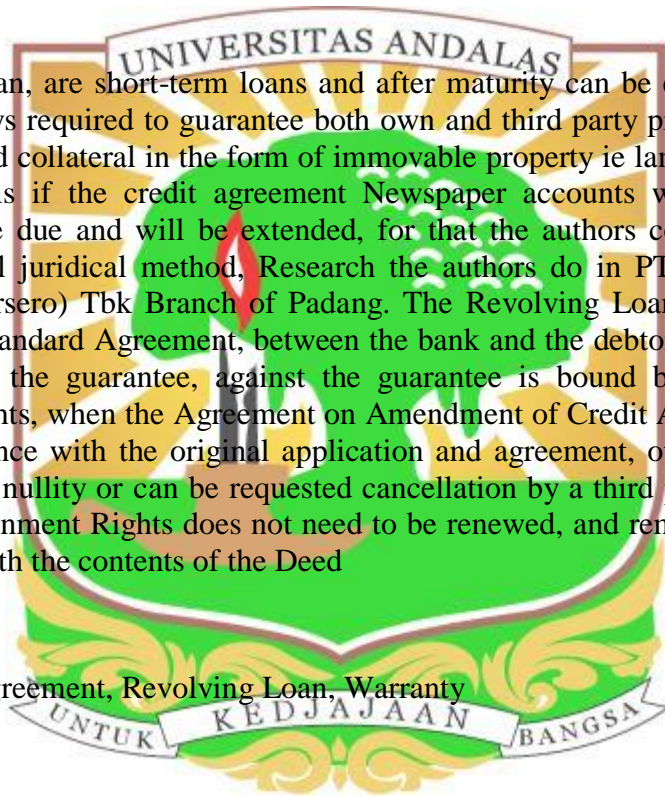 UNIVERSITAS ANDALAS
an, are short-term loans and after maturity can be
s required to guarantee both own and third party p
d collateral in the form of immovable property ie lan
s if the credit agreement Newspaper accounts w
e due and will be extended, for that the authors co
l juridical method, Research the authors do in PT
rsero) Tbk Branch of Padang. The Revolving Loan
tandard Agreement, between the bank and the debto
the guarantee, against the guarantee is bound b
nts, when the Agreement on Amendment of Credit A
nce with the original application and agreement, o
nullity or can be requested cancellation by a third
nment Rights does not need to be renewed, and ren
th the contents of the Deed
greement, Revolving Loan, Warranty
UNTUK KEDJAJAAN BANGSA